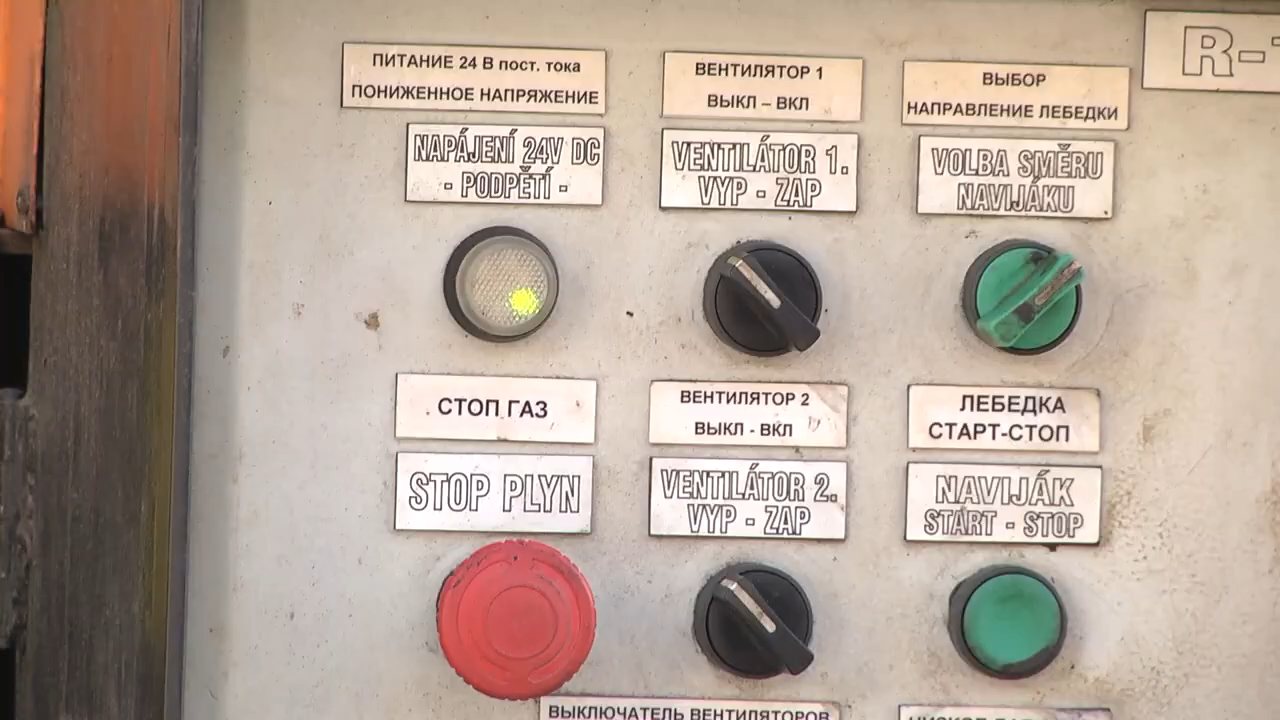 ПИТАНИЕ 24 В пост. тока
ПОНИЖЕННОЕ НАПРЯЖЕНИЕ
NAPÁJENÍ 24V DC
- PODPĚTÍ -
ВЕНТИЛЯТОР 1
ВЫКЛ – ВКЛ
VENTILÁTOR 1.
VYP - ZAP
ВЫБОР
НАПРАВЛЕНИЕ ЛЕБЕДКИ
VOLBA SMĚRU
NAVIJÁKU
R-
СТОП ГАЗ
STOP PLYN
ВЕНТИЛЯТОР 2
ВЫКЛ - ВКЛ
VENTILÁTOR 2.
VYP - ZAP
ЛЕБЕДКА
СТАРТ-СТОП
NAVIJÁK
START - STOP
ВЫКЛЮЧАТЕЛЬ ВЕНТИЛЯТОРОВ